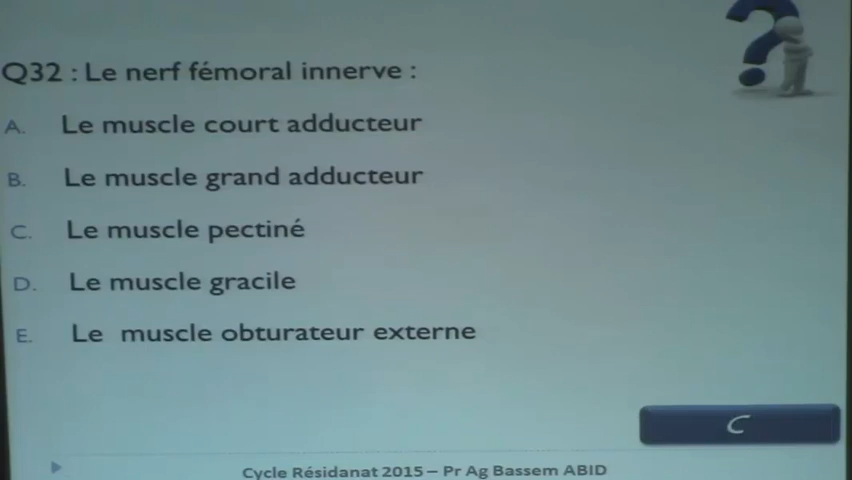 Q32 : Le nerf fémoral innerve :
A. Le muscle court adducteur
B. Le muscle grand adducteur
C. Le muscle pectiné
D. Le muscle gracile
E. Le muscle obturateur externe
C
Cycle Résidanat 2015 – Pr Ag Bassem ABID